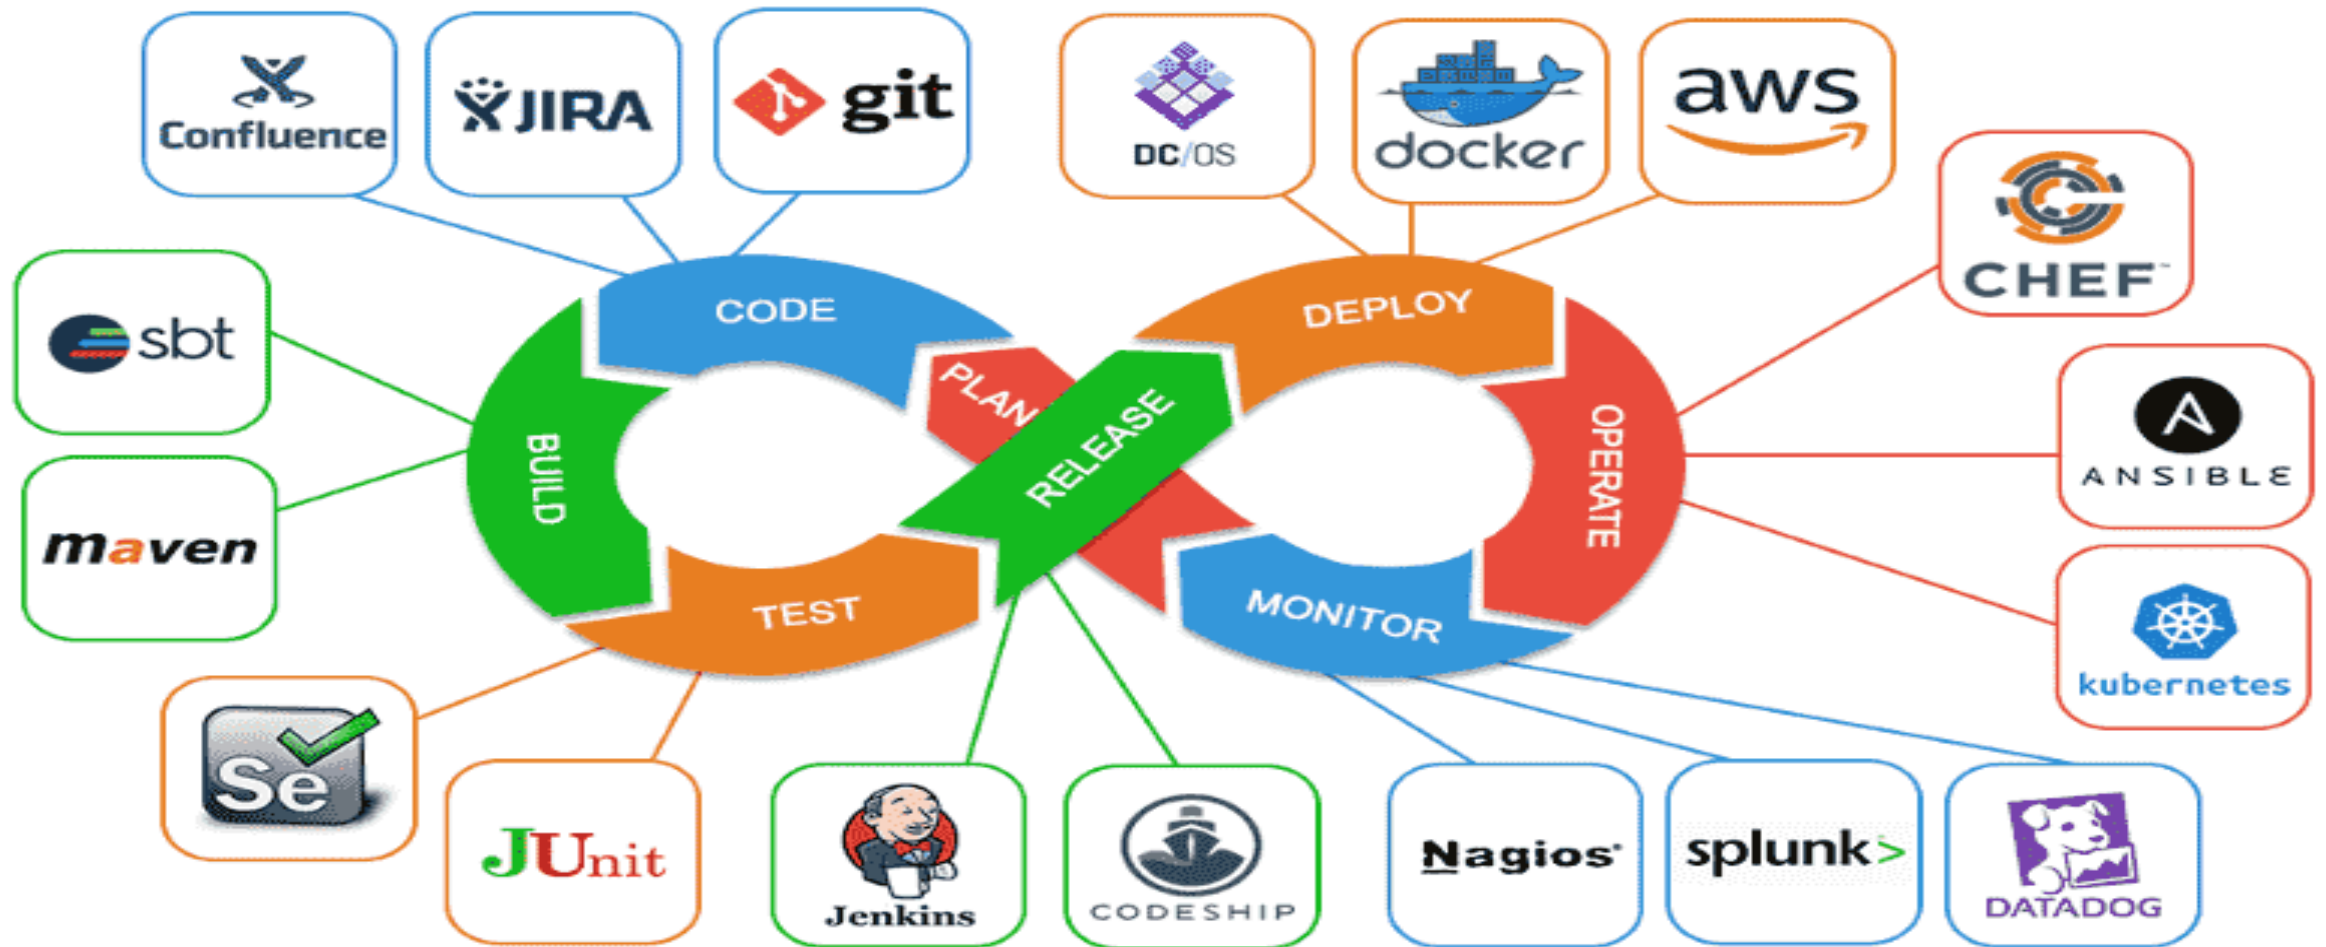 Confluence
JIRA
git
DC/OS
docker
aws
CHEF™
sbt
CODE
DEPLOY
PLAN
RELEASE
OPERATE
ANSIBLE
BUILD
maven
TEST
MONITOR
kubernetes
Se
JUnit
Jenkins
CODESHIP
Nagios®
splunk>
DATADOG